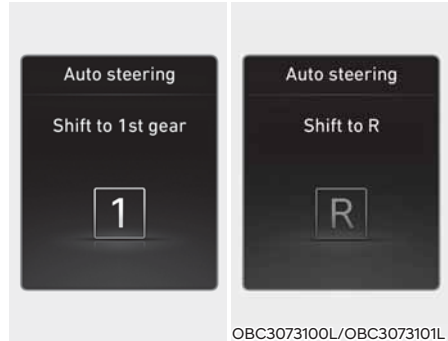 Auto steering
Shift to 1st gear
1
Auto steering
Shift to R
R
OBC3073100L/OBC3073101L